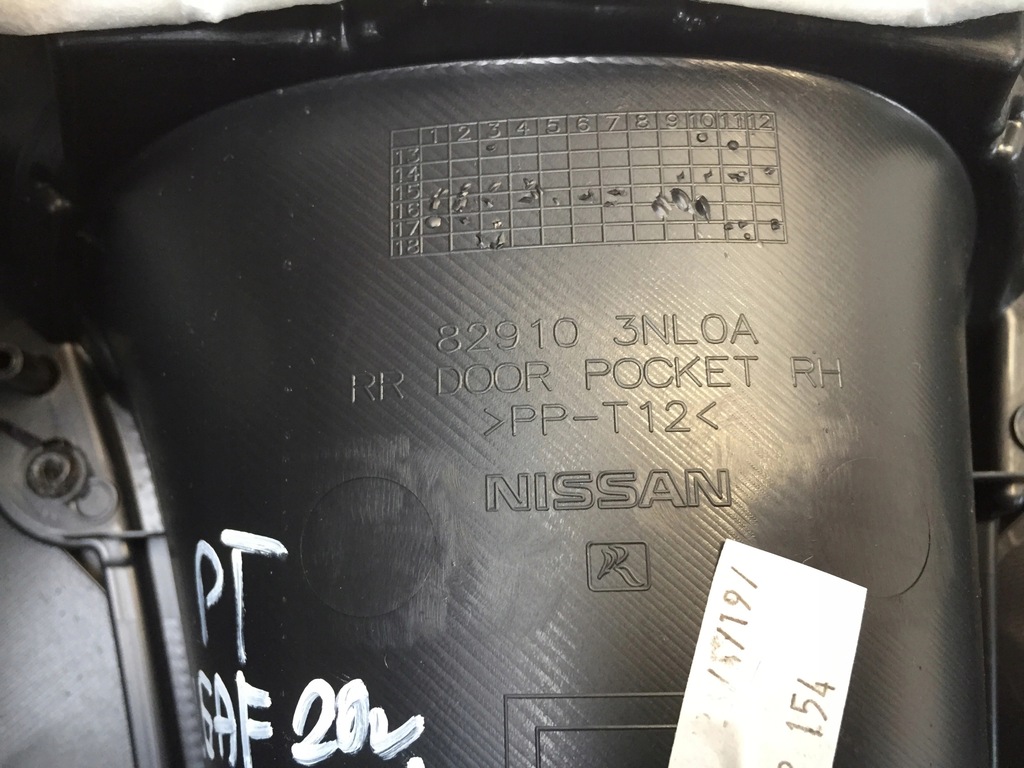 1 2 3 4 5 6 7 8 9 10 11 12
13
14
15
16
17
18
82910 3NL0A
RR DOOR POCKET RH
>PP-T12<
NISSAN
R
PT
154